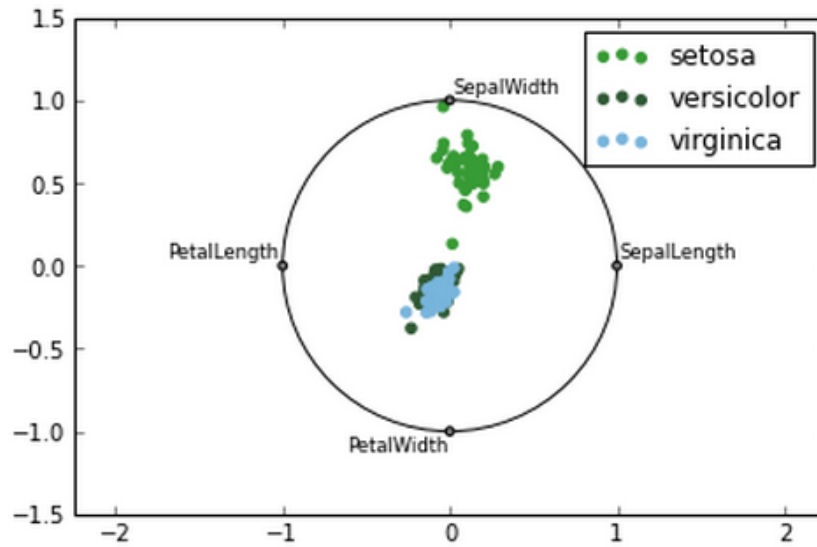 1.5
setosa
versicolor
virginica
SepalWidth
1.0
0.5
PetalLength
SepalLength
0.0
−0.5
PetalWidth
−1.0
−1.5
−2 −1 0 1 2